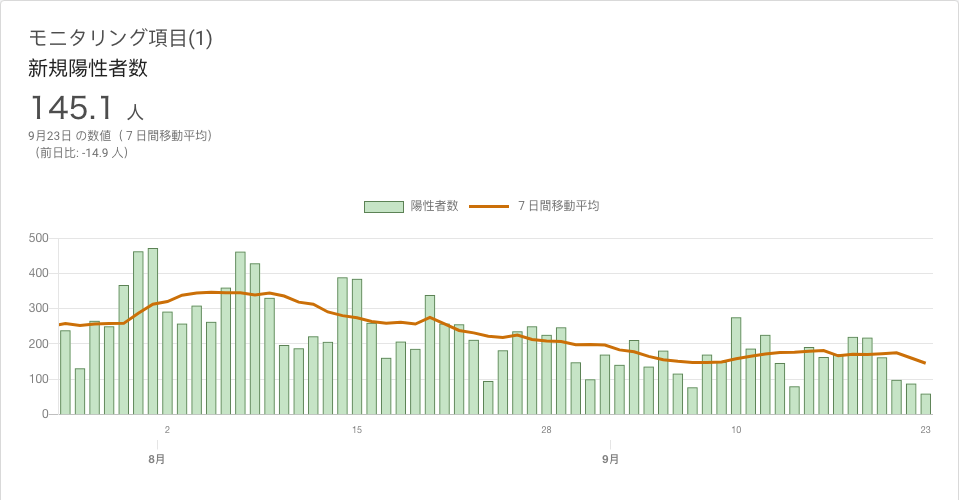 モニタリング項目(1)
新規陽性者数
145.1 人
9月23日 の数値（７日間移動平均）
（前日比: -14.9 人）
陽性者数 ７日間移動平均
500
400
300
200
100
0
2 15 28 10 23
8月 9月